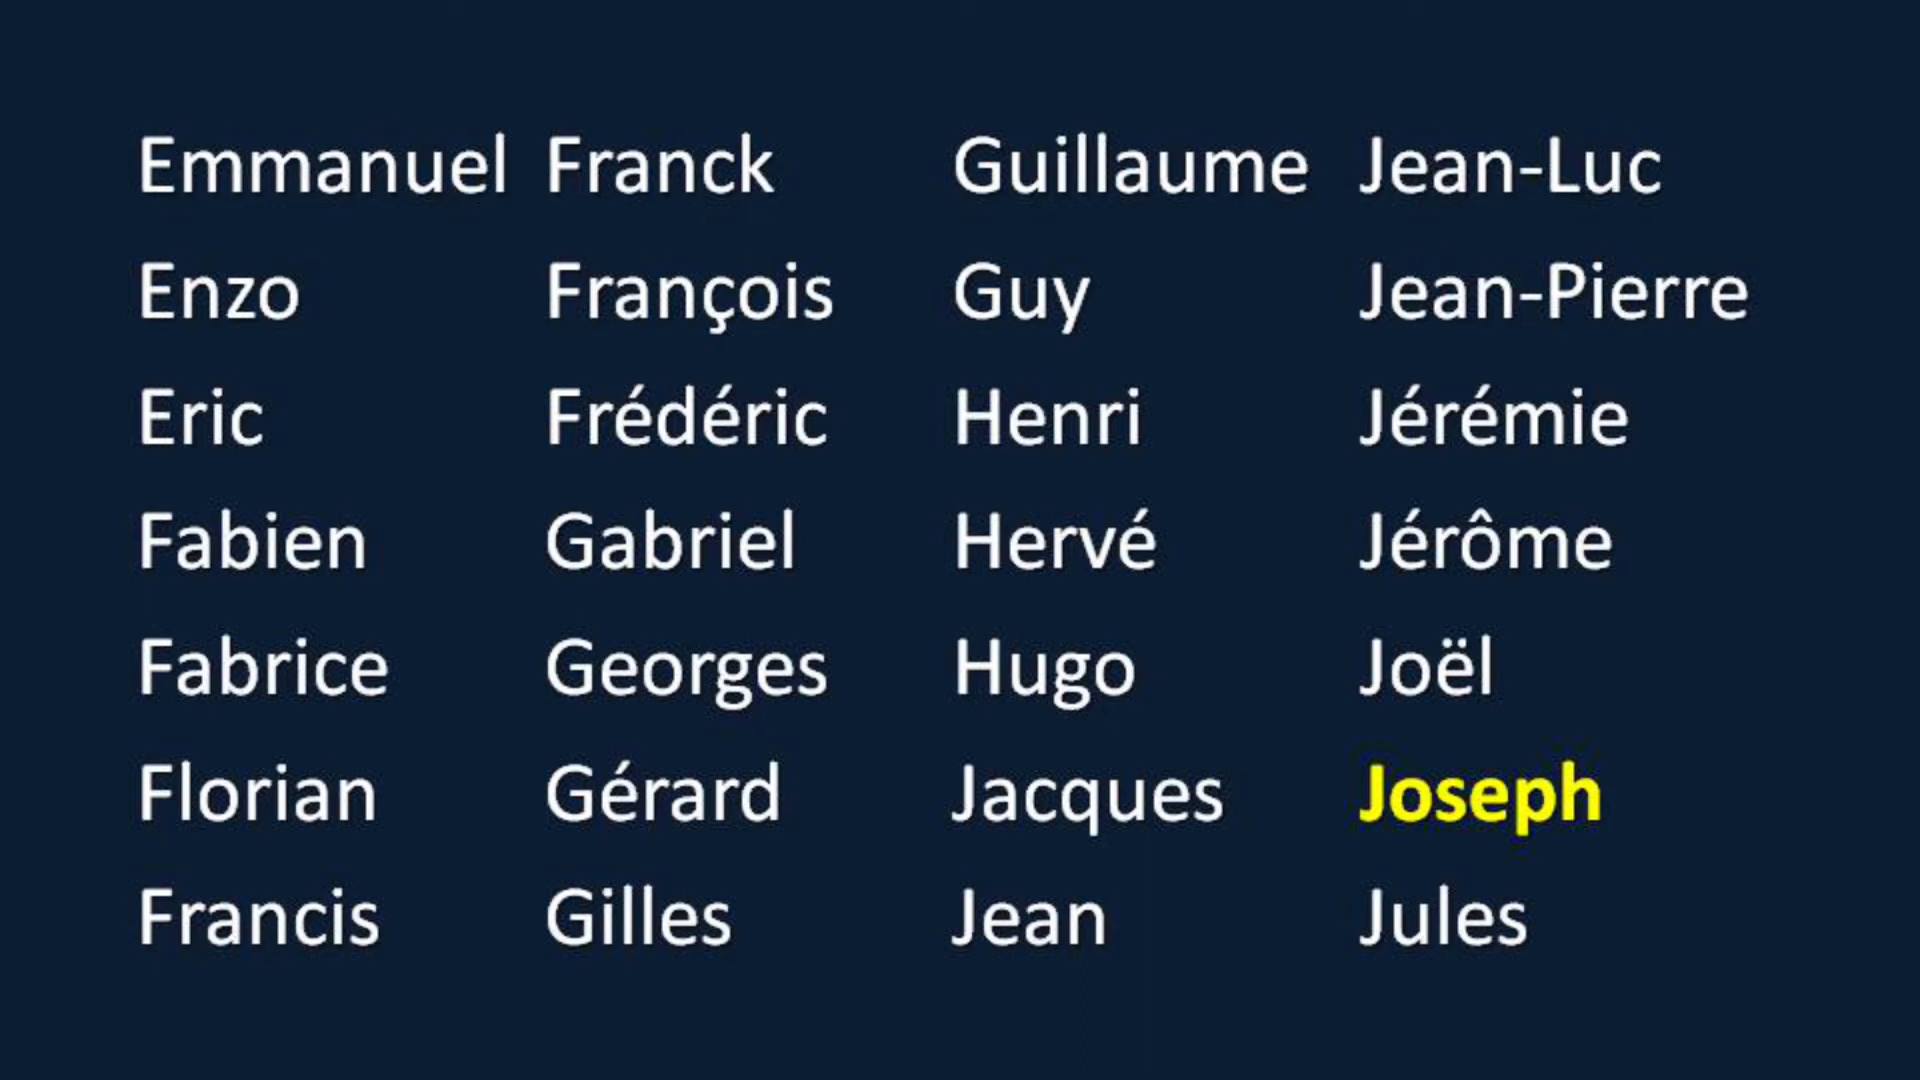 Emmanuel Franck Guillaume Jean-Luc
Enzo François Guy Jean-Pierre
Eric Frédéric Henri Jérémie
Fabien Gabriel Hervé Jérôme
Fabrice Georges Hugo Joël
Florian Gérard Jacques Joseph
Francis Gilles Jean Jules